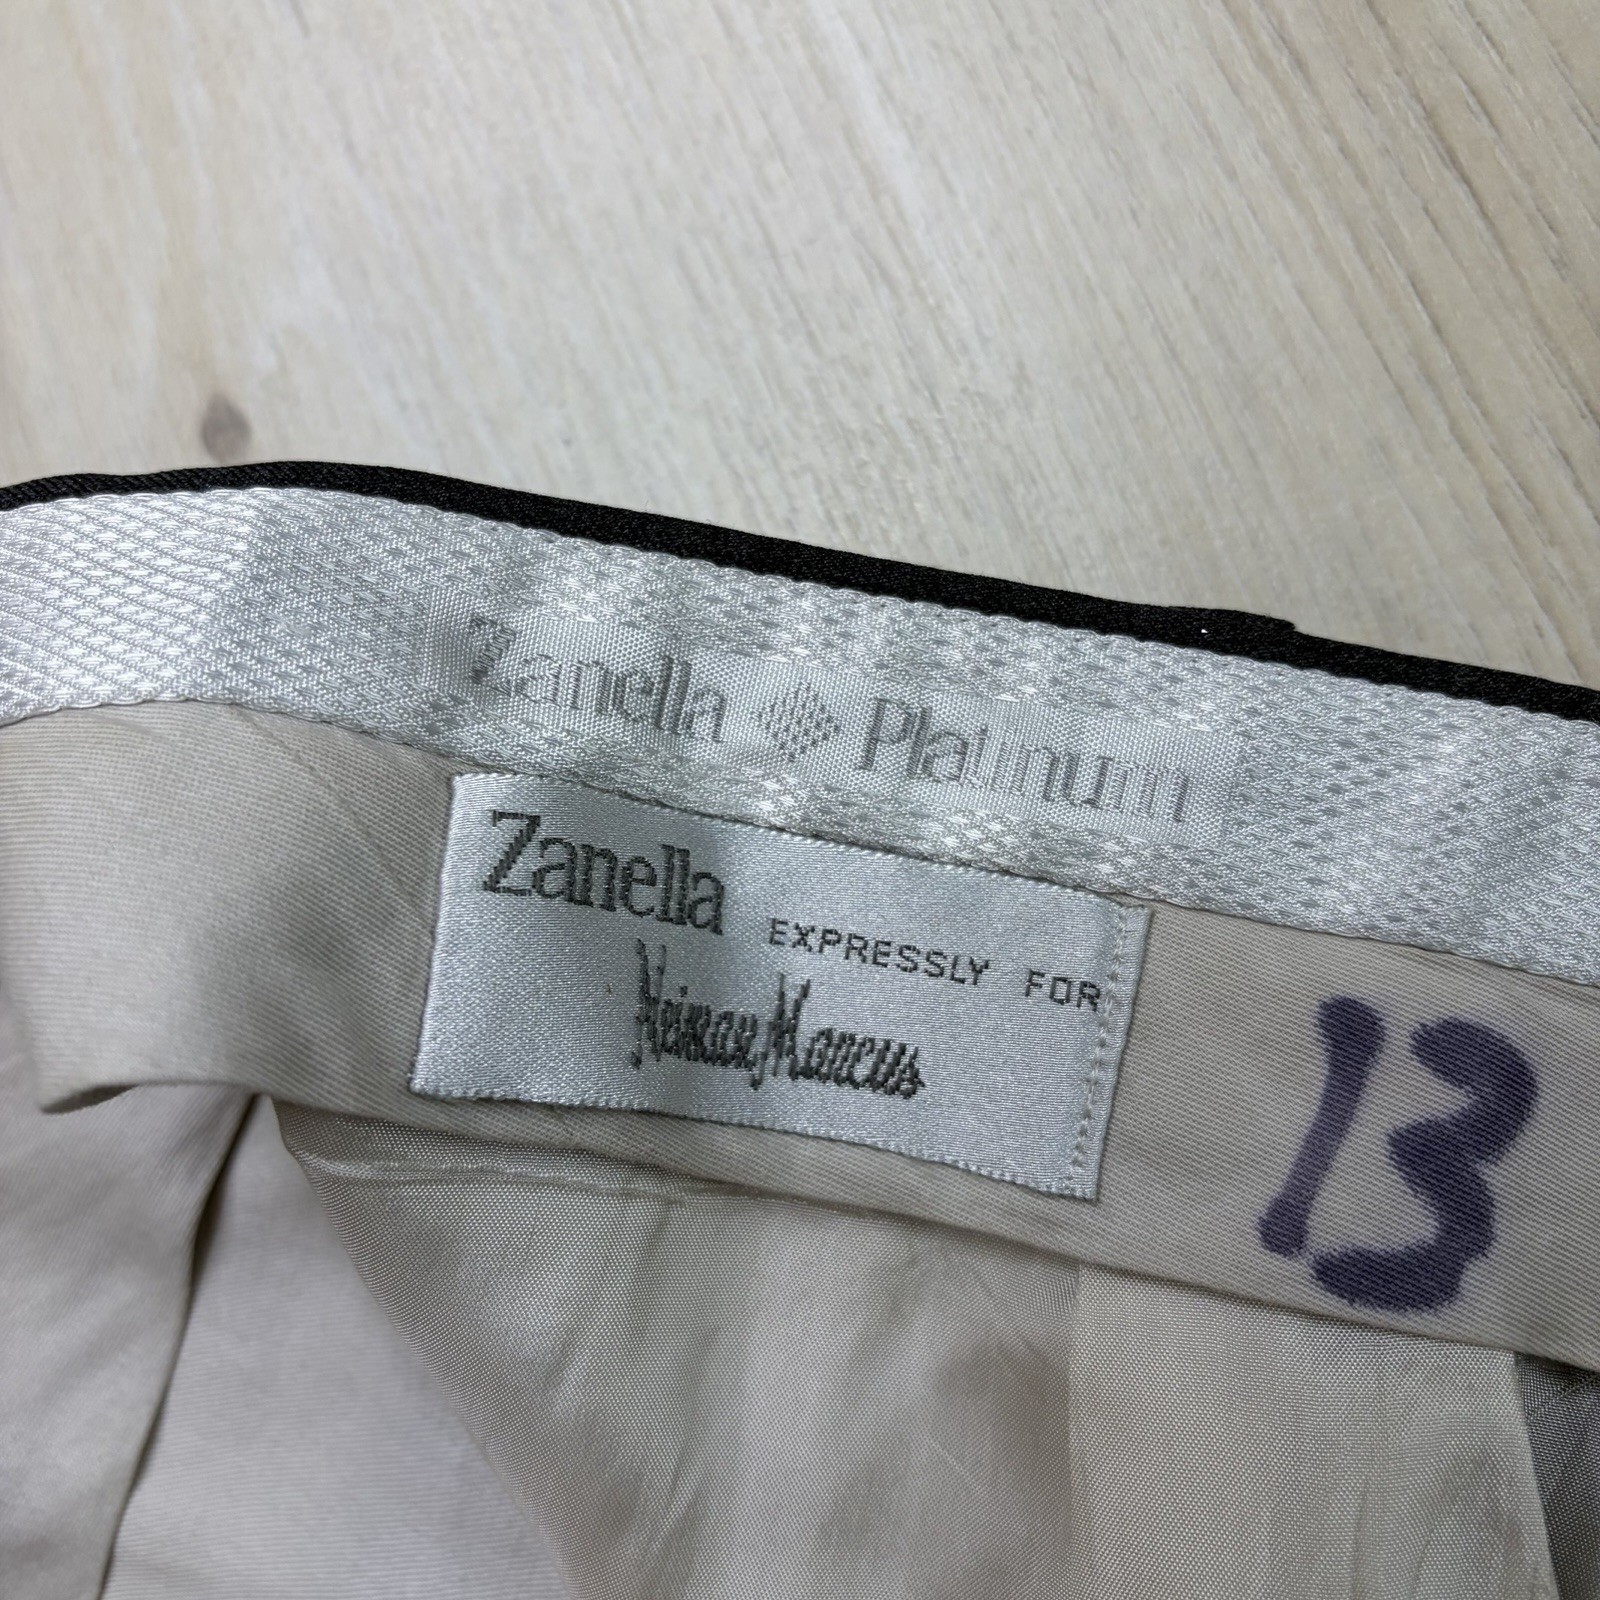 Zanella Platinum
Zanella EXPRESSLY FOR
Neiman Marcus
13